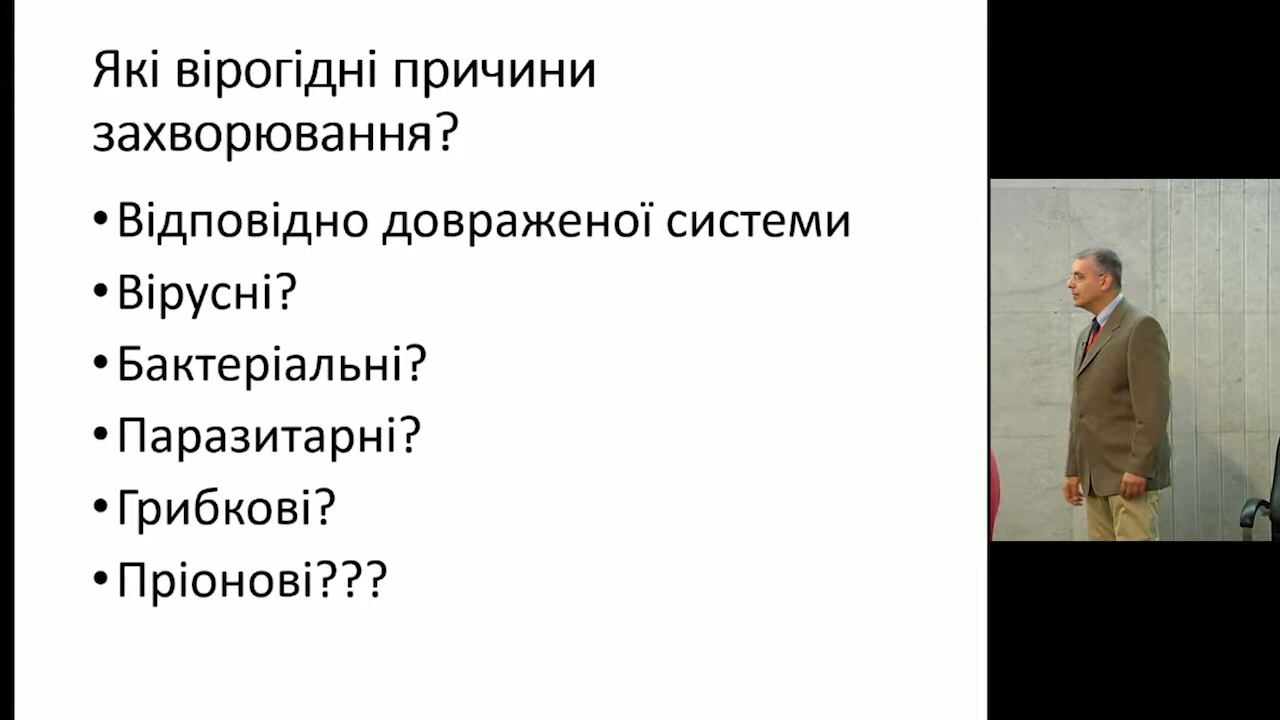 Які вірогідні причини
захворювання?
•Відповідно довраженої системи
•Вірусні?
•Бактеріальні?
•Паразитарні?
•Грибкові?
•Пріонові???